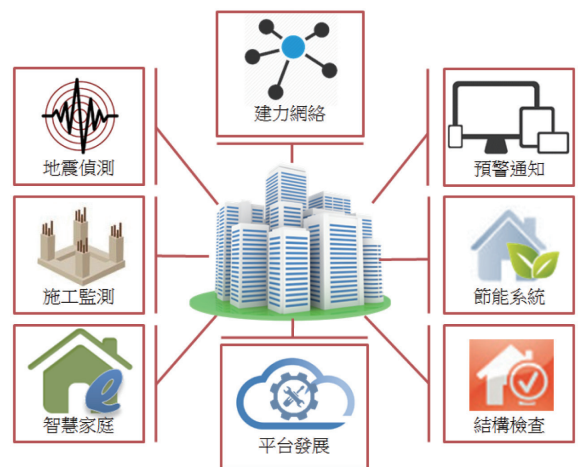 建力網絡
地震偵測
預警通知
施工監測
節能系統
智慧家庭
平台發展
結構檢查